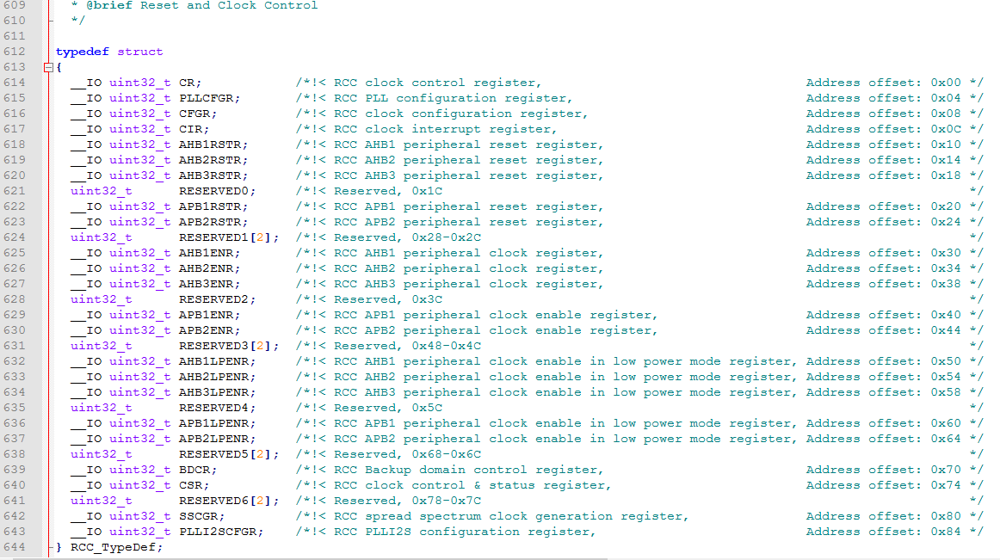 609 * @brief Reset and Clock Control
610 */
611
612 typedef struct
613 {
614 __IO uint32_t CR; /*!< RCC clock control register, Address offset: 0x00 */
615 __IO uint32_t PLLCFGR; /*!< RCC PLL configuration register, Address offset: 0x04 */
616 __IO uint32_t CFGR; /*!< RCC clock configuration register, Address offset: 0x08 */
617 __IO uint32_t CIR; /*!< RCC clock interrupt register, Address offset: 0x0C */
618 __IO uint32_t AHB1RSTR; /*!< RCC AHB1 peripheral reset register, Address offset: 0x10 */
619 __IO uint32_t AHB2RSTR; /*!< RCC AHB2 peripheral reset register, Address offset: 0x14 */
620 __IO uint32_t AHB3RSTR; /*!< RCC AHB3 peripheral reset register, Address offset: 0x18 */
621 uint32_t RESERVED0; /*!< Reserved, 0x1C */
622 __IO uint32_t APB1RSTR; /*!< RCC APB1 peripheral reset register, Address offset: 0x20 */
623 __IO uint32_t APB2RSTR; /*!< RCC APB2 peripheral reset register, Address offset: 0x24 */
624 uint32_t RESERVED1[2]; /*!< Reserved, 0x28-0x2C */
625 __IO uint32_t AHB1ENR; /*!< RCC AHB1 peripheral clock register, Address offset: 0x30 */
626 __IO uint32_t AHB2ENR; /*!< RCC AHB2 peripheral clock register, Address offset: 0x34 */
627 __IO uint32_t AHB3ENR; /*!< RCC AHB3 peripheral clock register, Address offset: 0x38 */
628 uint32_t RESERVED2; /*!< Reserved, 0x3C */
629 __IO uint32_t APB1ENR; /*!< RCC APB1 peripheral clock enable register, Address offset: 0x40 */
630 __IO uint32_t APB2ENR; /*!< RCC APB2 peripheral clock enable register, Address offset: 0x44 */
631 uint32_t RESERVED3[2]; /*!< Reserved, 0x48-0x4C */
632 __IO uint32_t AHB1LPENR; /*!< RCC AHB1 peripheral clock enable in low power mode register, Address offset: 0x50 */
633 __IO uint32_t AHB2LPENR; /*!< RCC AHB2 peripheral clock enable in low power mode register, Address offset: 0x54 */
634 __IO uint32_t AHB3LPENR; /*!< RCC AHB3 peripheral clock enable in low power mode register, Address offset: 0x58 */
635 uint32_t RESERVED4; /*!< Reserved, 0x5C */
636 __IO uint32_t APB1LPENR; /*!< RCC APB1 peripheral clock enable in low power mode register, Address offset: 0x60 */
637 __IO uint32_t APB2LPENR; /*!< RCC APB2 peripheral clock enable in low power mode register, Address offset: 0x64 */
638 uint32_t RESERVED5[2]; /*!< Reserved, 0x68-0x6C */
639 __IO uint32_t BDCR; /*!< RCC Backup domain control register, Address offset: 0x70 */
640 __IO uint32_t CSR; /*!< RCC clock control & status register, Address offset: 0x74 */
641 uint32_t RESERVED6[2]; /*!< Reserved, 0x78-0x7C */
642 __IO uint32_t SSCGR; /*!< RCC spread spectrum clock generation register, Address offset: 0x80 */
643 __IO uint32_t PLLI2SCFGR; /*!< RCC PLLI2S configuration register, Address offset: 0x84 */
644 } RCC_TypeDef;